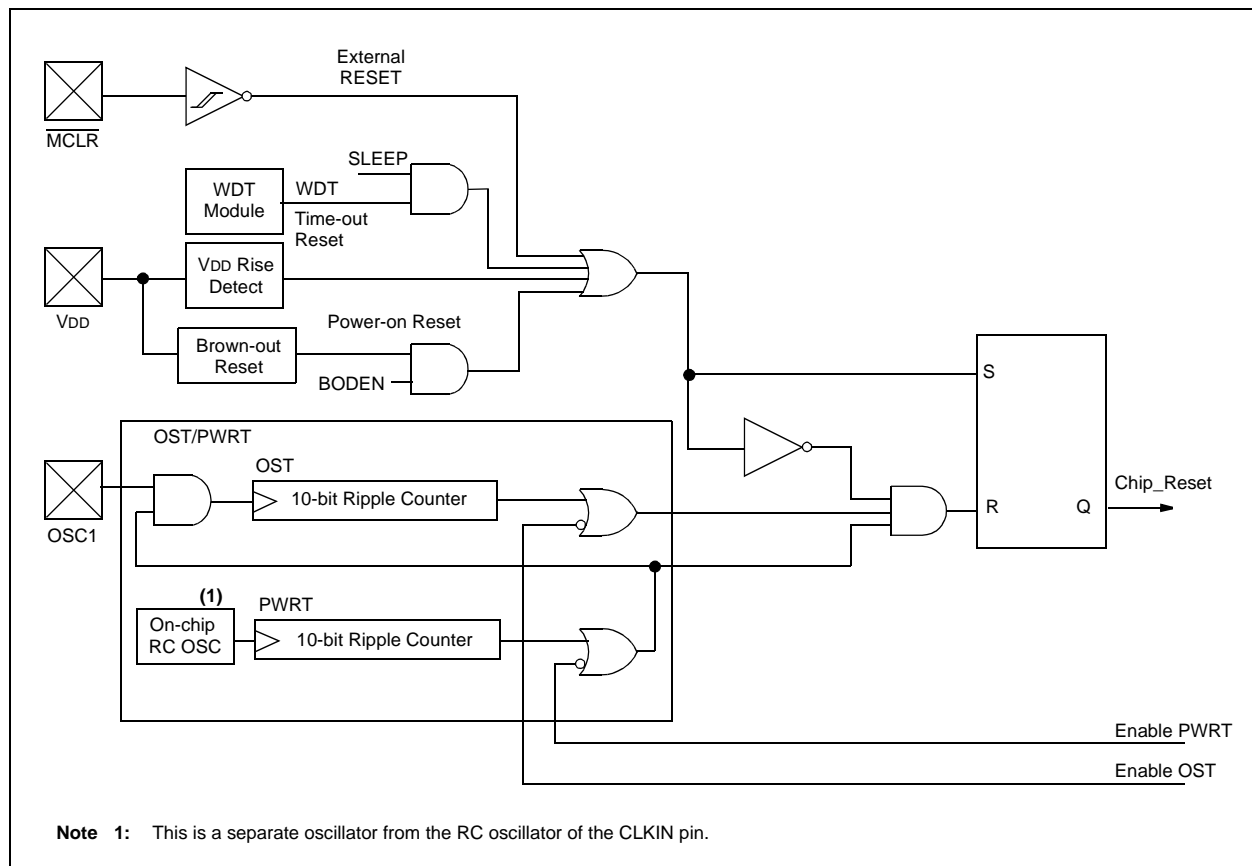 External
RESET
MCLR
SLEEP
WDT
Module
WDT
Time-out
Reset
VDD Rise
Detect
VDD
Power-on Reset
Brown-out
Reset
BODEN
S
OST/PWRT
OST
10-bit Ripple Counter
OSC1
Chip_Reset
R
Q
(1)
On-chip
RC OSC
PWRT
10-bit Ripple Counter
Enable PWRT
Enable OST
Note 1: This is a separate oscillator from the RC oscillator of the CLKIN pin.